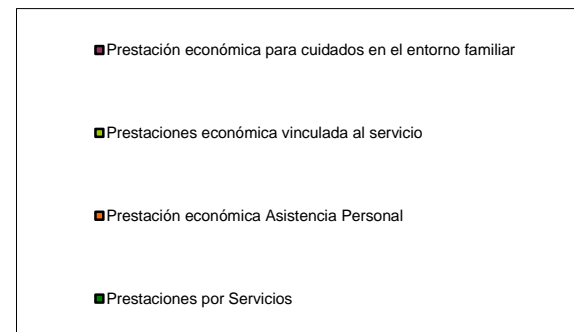 Prestación económica para cuidados en el entorno familiar
Prestaciones económica vinculada al servicio
Prestación económica Asistencia Personal
Prestaciones por Servicios